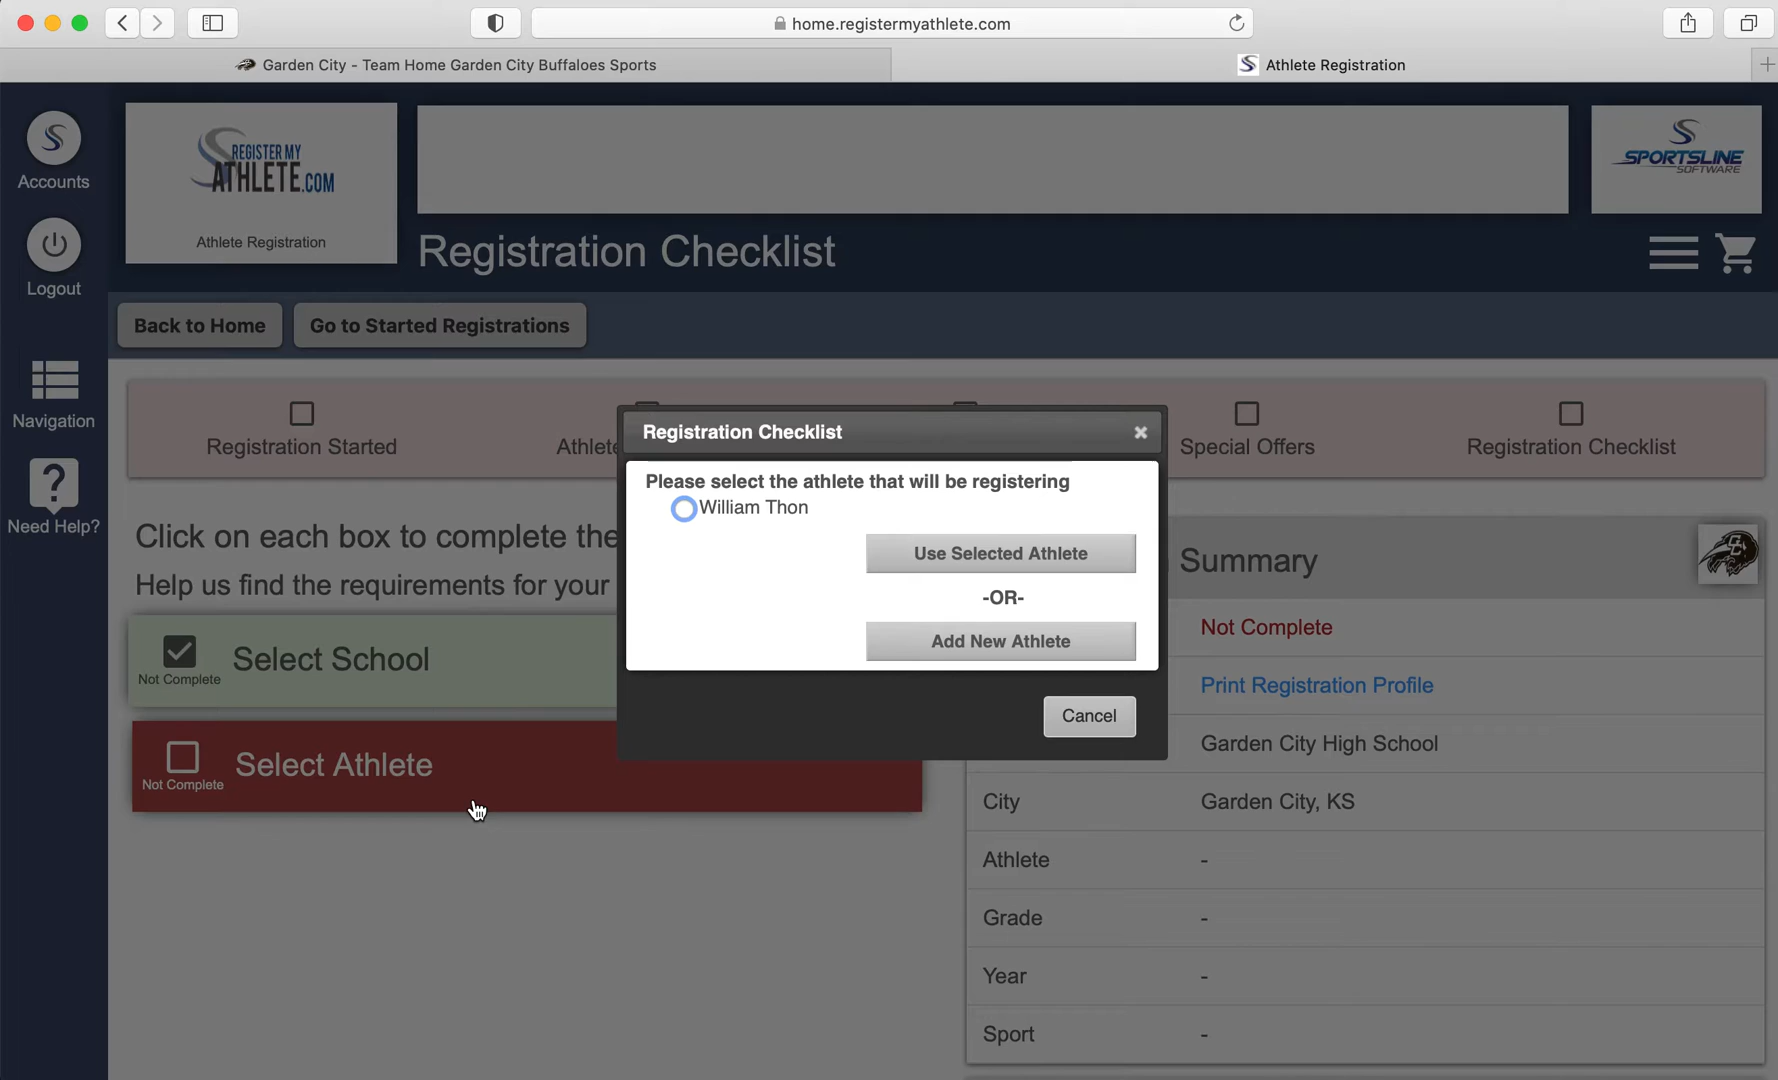 home.registermyathlete.com
Garden City - Team Home Garden City Buffaloes Sports
Athlete Registration
Accounts
Logout
Navigation
Need Help?
REGISTER MY
ATHLETE.COM
Athlete Registration
Registration Checklist
SPORTSLINE
SOFTWARE
Back to Home
Go to Started Registrations
Registration Started
Athlete
Special Offers
Registration Checklist
Click on each box to complete the
Help us find the requirements for your
Select School
Not Complete
Select Athlete
Not Complete
Registration Checklist
Please select the athlete that will be registering
William Thon
Use Selected Athlete
-OR-
Add New Athlete
Cancel
Summary
Not Complete
Print Registration Profile
Garden City High School
City
Garden City, KS
Athlete
-
Grade
-
Year
-
Sport
-